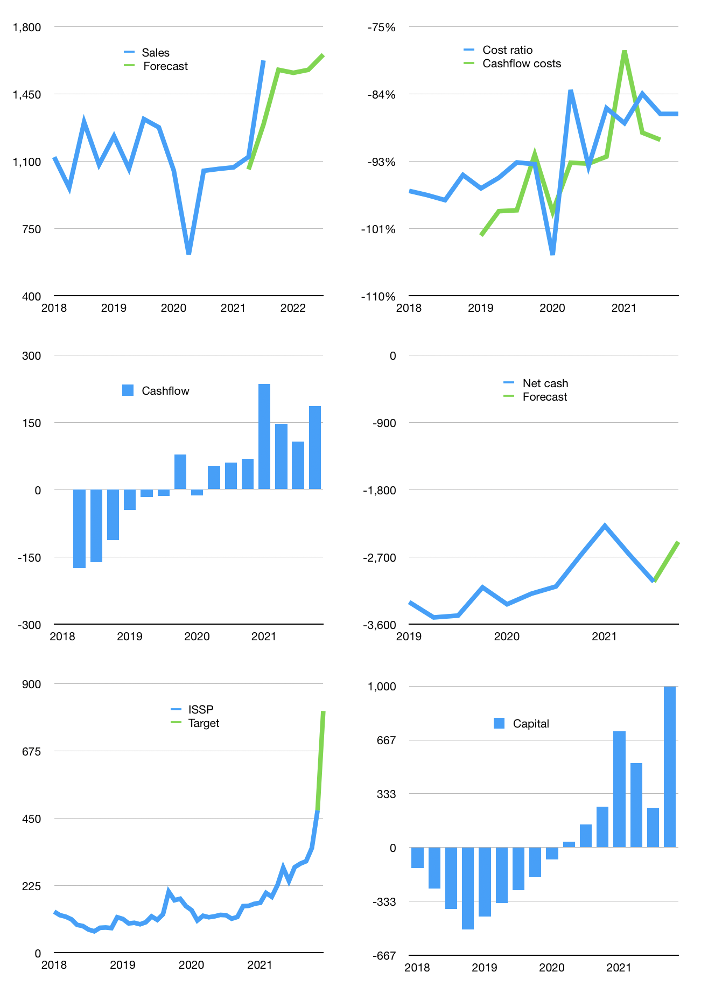 1,800
Sales
Forecast
1,450
1,100
750
400
2018 2019 2020 2021 2022
-75%
Cost ratio
Cashflow costs
-84%
-93%
-101%
-110%
2018 2019 2020 2021
300
Cashflow
150
0
-150
-300
2018 2019 2020 2021
0
Net cash
Forecast
-900
-1,800
-2,700
-3,600
2019 2020 2021
900
ISSP
Target
675
450
225
0
2018 2019 2020 2021
1,000
Capital
667
333
0
-333
-667
2018 2019 2020 2021